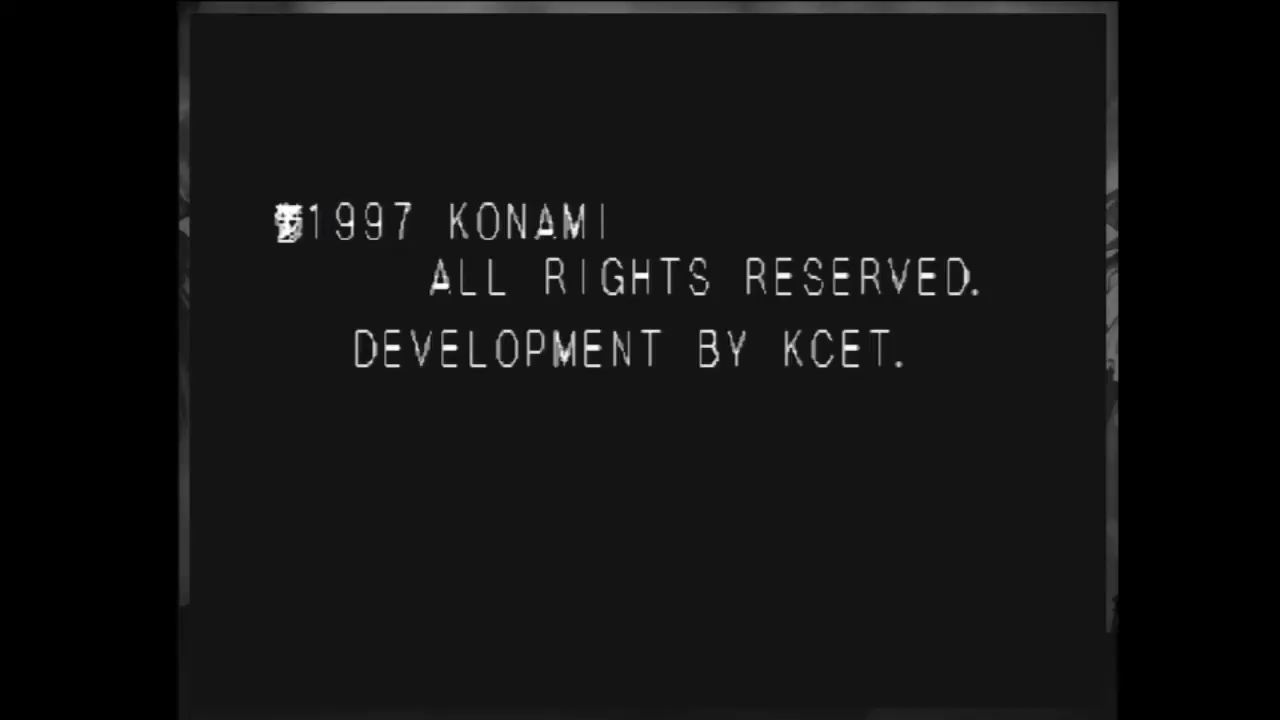 1997 KONAMI
ALL RIGHTS RESERVED.
DEVELOPMENT BY KCET.